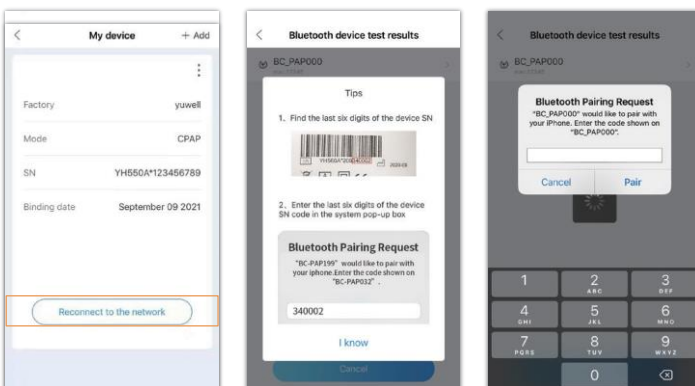 My device
+ Add
Factory
yuwell
Mode
CPAP
SN
YH550A*123456789
Binding date
September 09 2021
Reconnect to the network
Bluetooth device test results
BC_PAP000
Tips
1、Find the last six digits of the device SN
2、Enter the last six digits of the device
SN code in the system pop-up box
Bluetooth Pairing Request
"BC-PAP199" would like to pair with
your iphone.Enter the code shown on
"BC-PAP032" .
340002
I know
Cancel
Bluetooth device test results
BC_PAP000
Bluetooth Pairing Request
"BC_PAP000" would like to pair with
your iPhone. Enter the code shown on
"BC_PAP000".
Cancel
Pair
1
2
ABC
3
DEF
4
GHI
5
JKL
6
MNO
7
PQRS
8
TUV
9
WXYZ
0